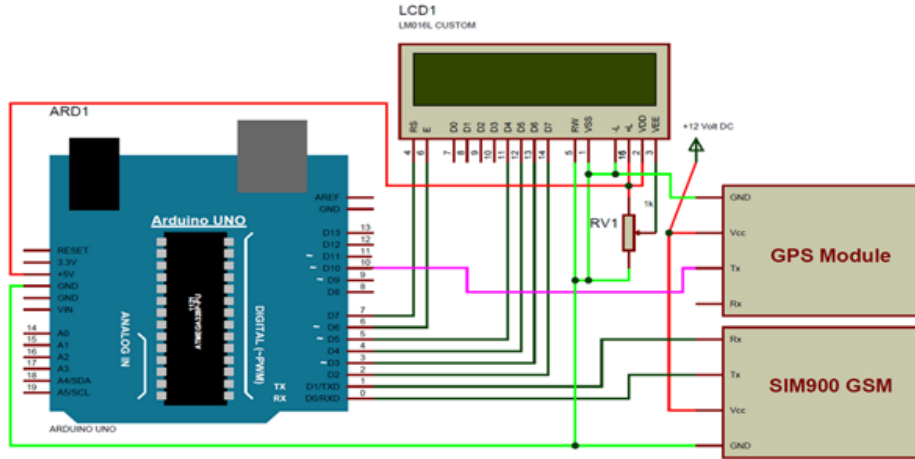 LCD1
LM016L CUSTOM
RS
E
D0
D1
D2
D3
D4
D5
D6
D7
RW
VSS
-L
+L
VDD
VEE
4
6
7
8
9
10
11
12
13
14
5
1
16
2
3
+12 Volt DC
ARD1
Arduino UNO
RESET
3.3V
+5V
GND
GND
VIN
14 A0
15 A1
16 A2
17 A3
18 A4/SDA
19 A5/SCL
ANALOG IN
DIGITAL (~PWM)
TX
RX
AREF
GND
D13 13
D12 12
~ D11 11
~ D10 10
~ D9 9
D8 8
D7 7
~ D6 6
~ D5 5
D4 4
~ D3 3
D2 2
D1/TXD 1
D0/RXD 0
ARDUINO UNO
RV1
1k
GND
Vcc
Tx
Rx
GPS Module
Rx
Tx
Vcc
GND
SIM900 GSM